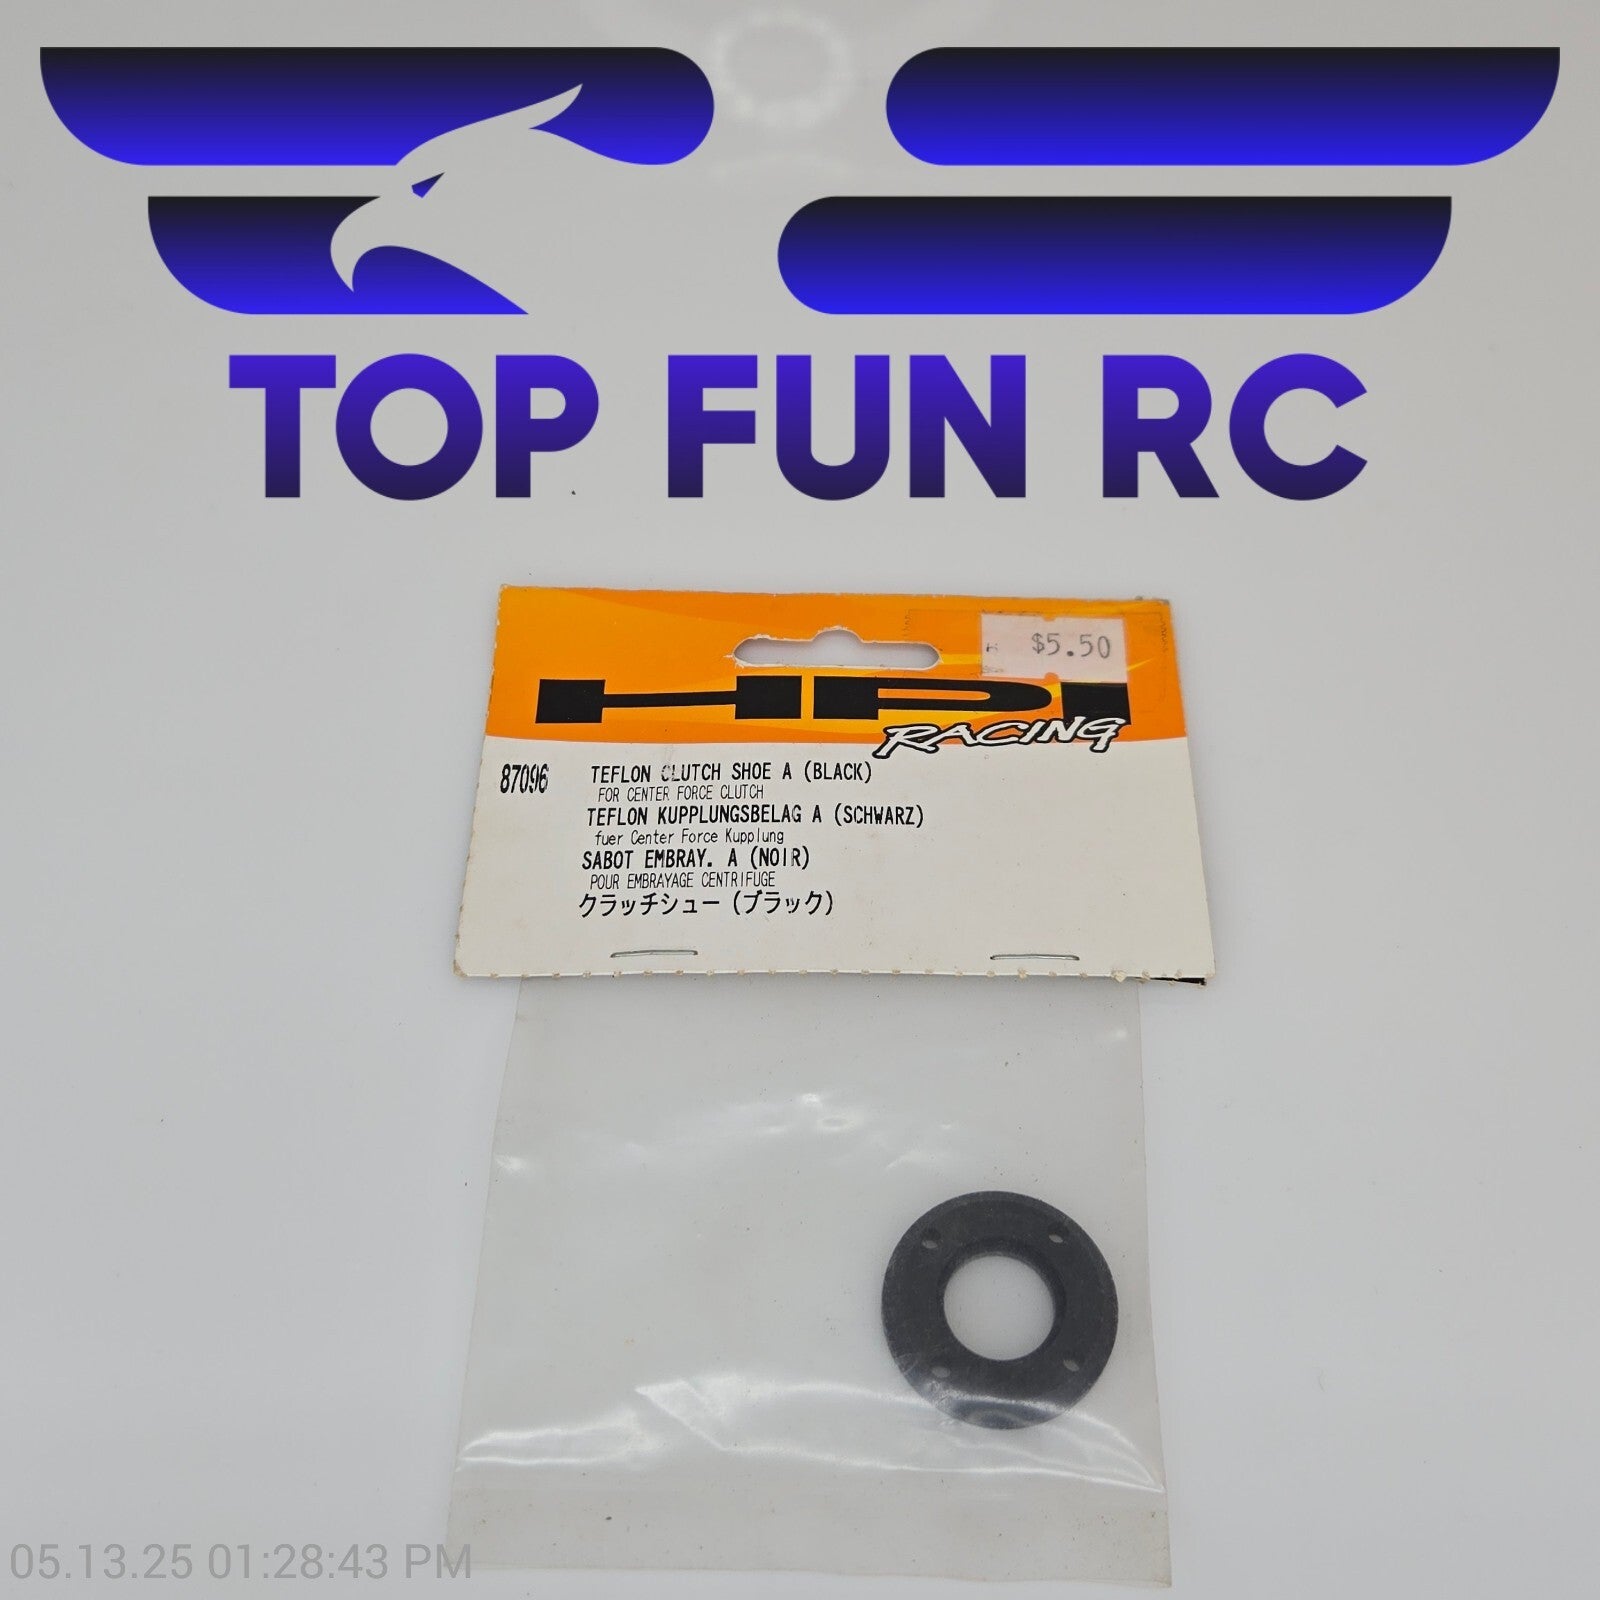 TOP FUN RC
$5.50
HPI
RACING
87096 TEFLON CLUTCH SHOE A (BLACK)
FOR CENTER FORCE CLUTCH
TEFLON KUPPLUNGSBELAG A (SCHWARZ)
fuer Center Force Kupplung
SABOT EMBRAY. A (NOIR)
POUR EMBRAYAGE CENTRIFUGE
クラッチシュー (ブラック)
05.13.25 01:28:43 PM